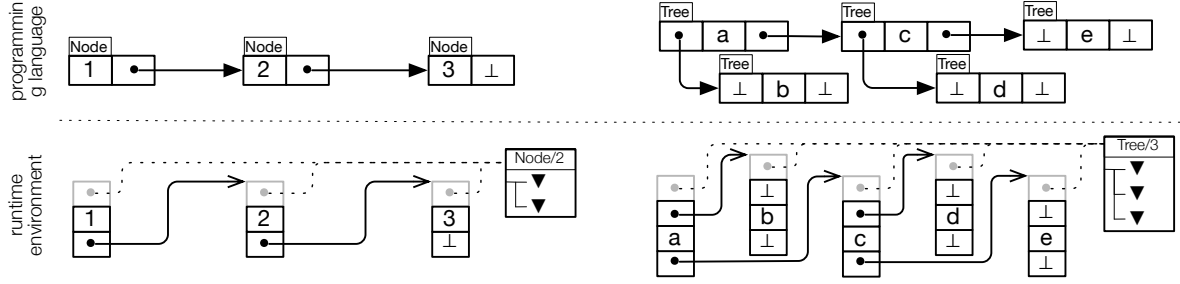 programmin
g language
Node
Node
Node
1
2
3 ⊥
Tree
Tree
Tree
a
c
⊥ e ⊥
Tree
Tree
⊥ b ⊥
⊥ d ⊥
runtime
environment
Node/2
▼
▼
1
2
3
⊥
Tree/3
▼
▼
▼
a
⊥
b
⊥
c
⊥
d
⊥
⊥
e
⊥